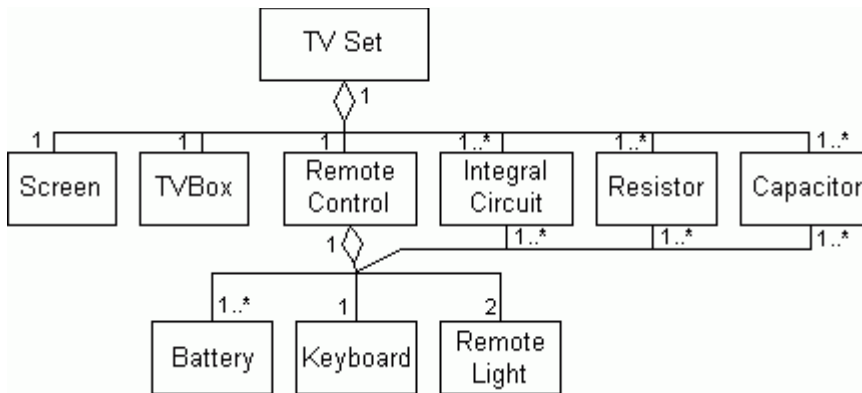 TV Set
1
1 1 1 1..* 1..* 1..*
Screen TVBox Remote Control Integral Circuit Resistor Capacitor
1 1..* 1..* 1..*
1..* 1 2
Battery Keyboard Remote Light